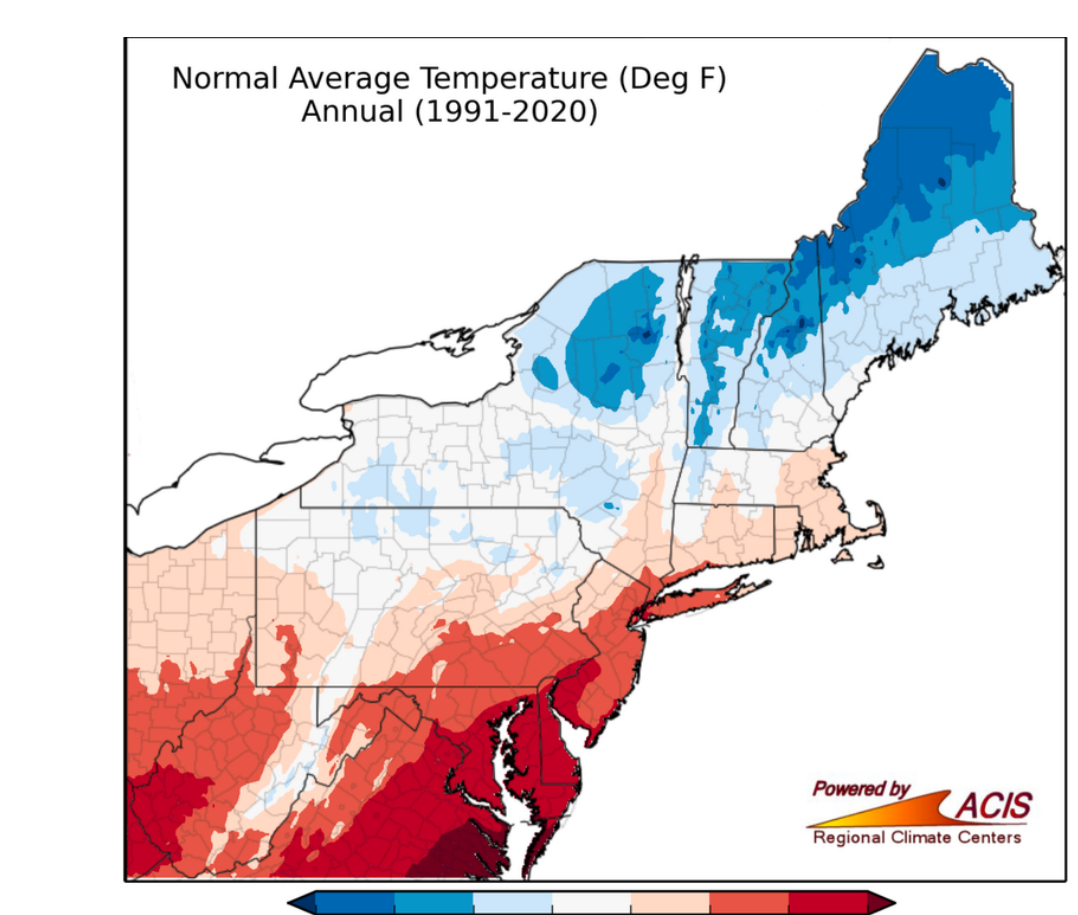 Normal Average Temperature (Deg F)
Annual (1991-2020)
Powered by
ACIS
Regional Climate Centers